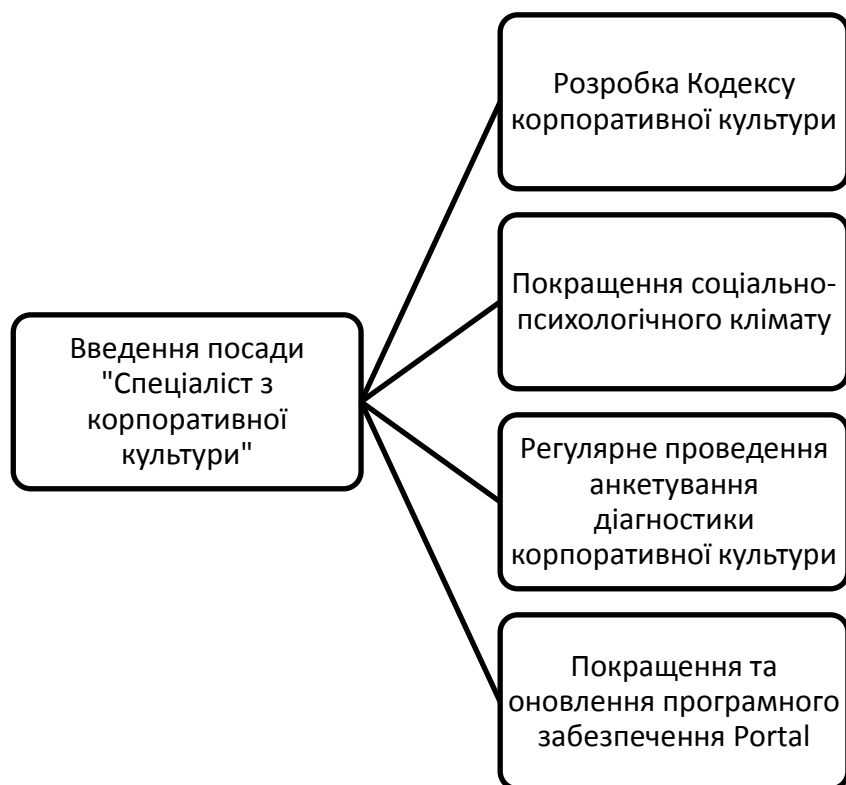 Введення посади
"Спеціаліст з
корпоративної
культури"
Розробка Кодексу
корпоративної культури
Покращення соціально-
психологічного клімату
Регулярне проведення
анкетування
діагностики
корпоративної культури
Покращення та
оновлення програмного
забезпечення Portal